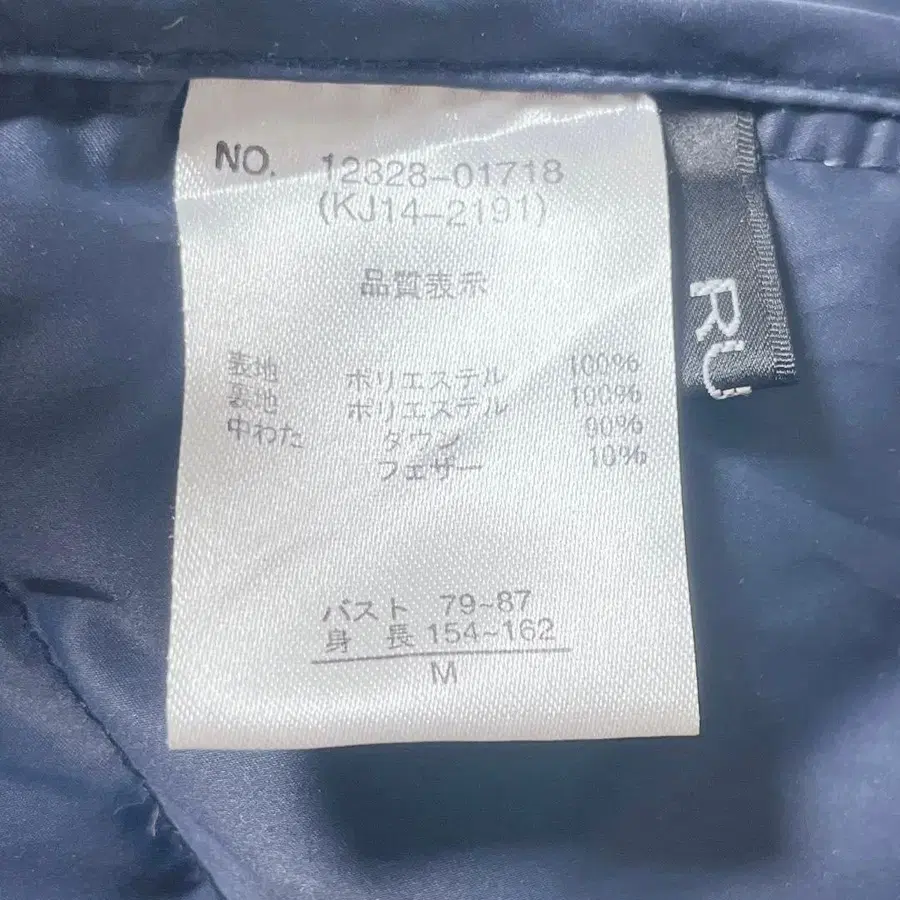 NO. 12328-01718
(KJ14-2191)
品質表示
表地 ポリエステル 100%
表地 ポリエステル 100%
中わた ダウン 90%
フェザー 10%
バスト 79~87
身長 154~162
M
RU